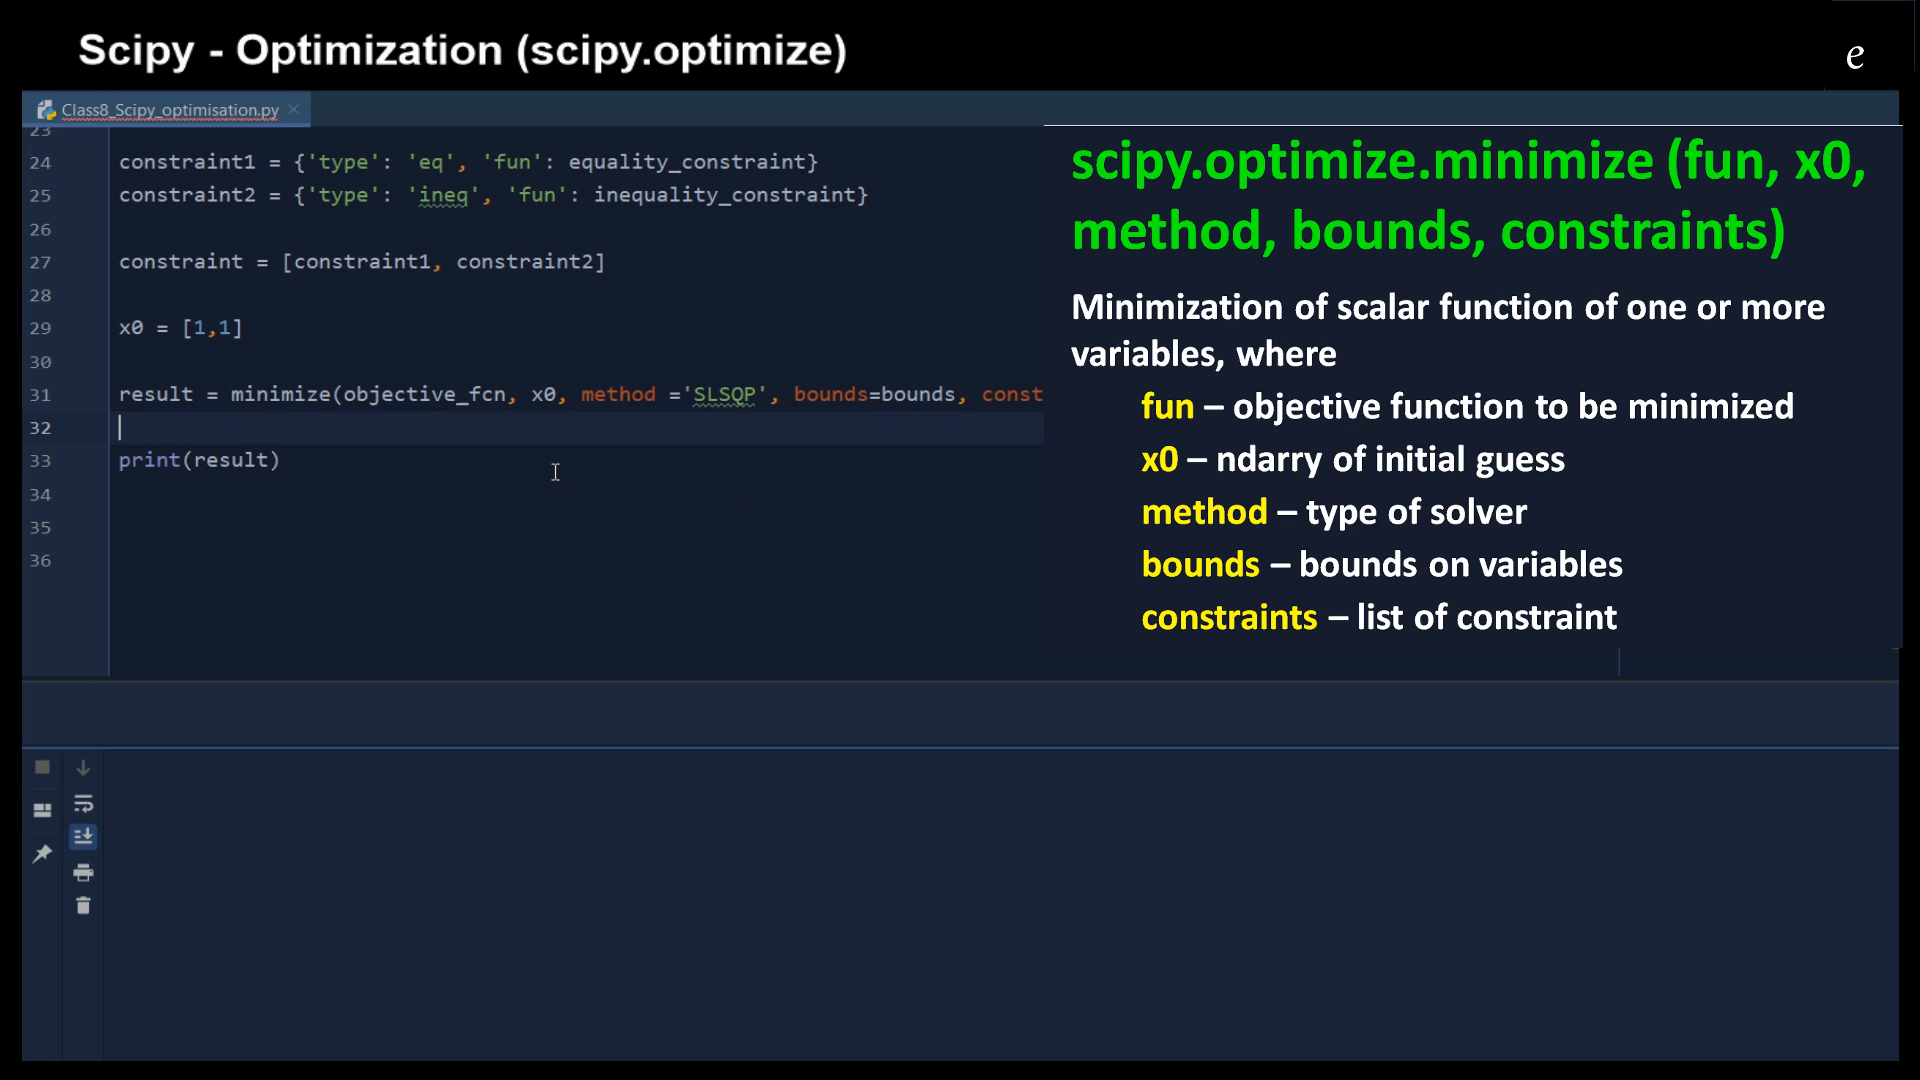 Scipy - Optimization (scipy.optimize)
e
Class8_Scipy_optimisation.py
23
24 constraint1 = {'type': 'eq', 'fun': equality_constraint}
25 constraint2 = {'type': 'ineq', 'fun': inequality_constraint}
26
27 constraint = [constraint1, constraint2]
28
29 x0 = [1,1]
30
31 result = minimize(objective_fcn, x0, method ='SLSQP', bounds=bounds, const
32
33 print(result)
34
35
36
scipy.optimize.minimize (fun, x0,
method, bounds, constraints)
Minimization of scalar function of one or more
variables, where
fun – objective function to be minimized
x0 – ndarry of initial guess
method – type of solver
bounds – bounds on variables
constraints – list of constraint